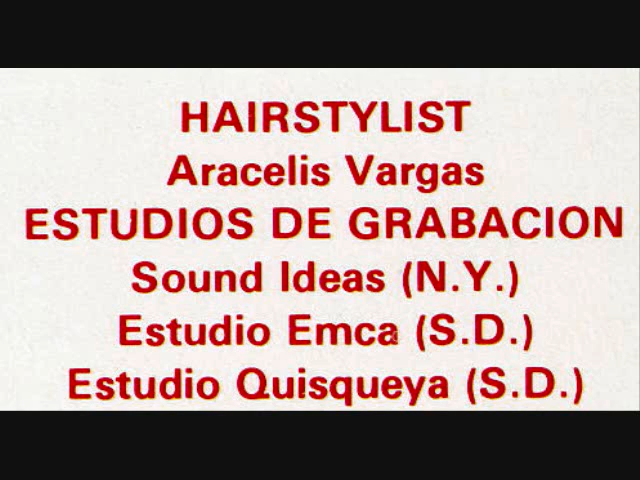 HAIRSTYLIST
Aracelis Vargas
ESTUDIOS DE GRABACION
Sound Ideas (N.Y.)
Estudio Emca (S.D.)
Estudio Quisqueya (S.D.)